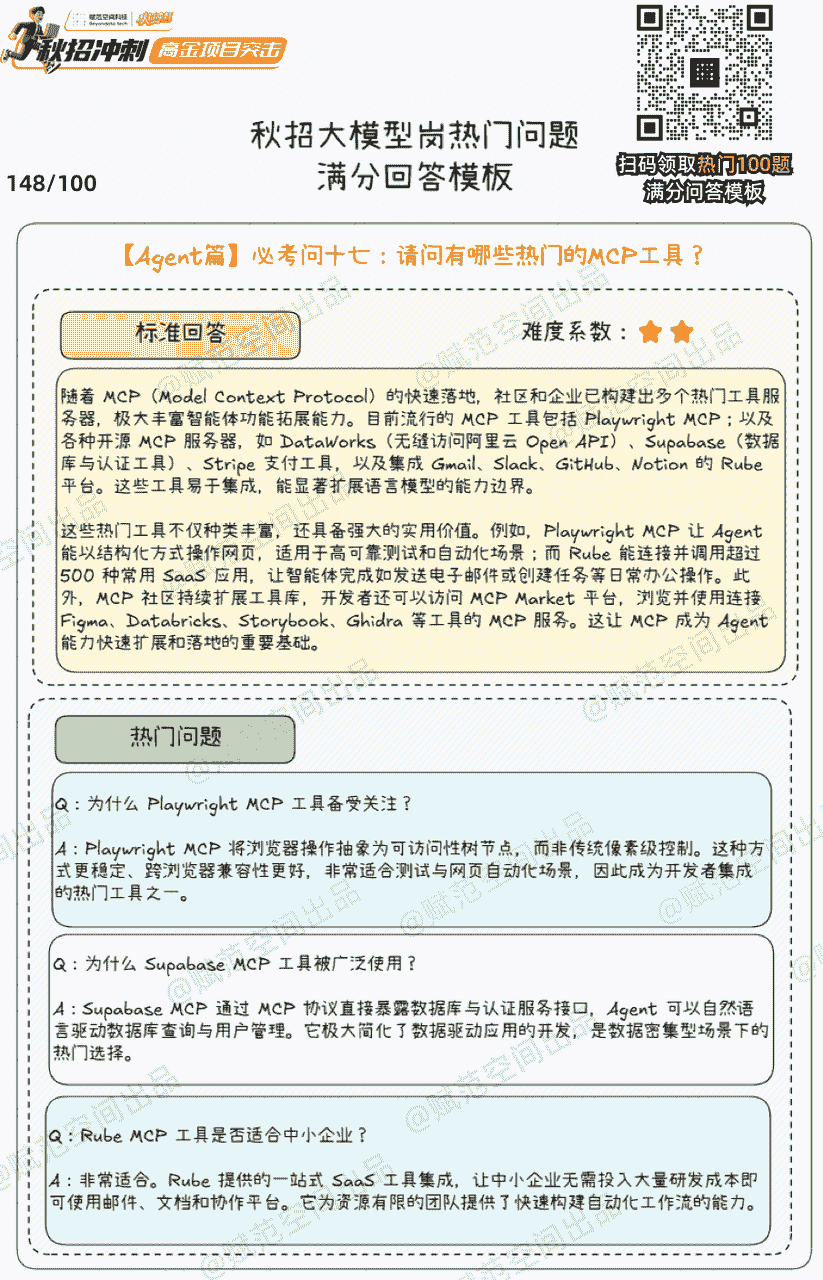 赋范空间科技
Beyondata tech
秋招冲刺 高金项目突击
秋招大模型岗热门问题
满分回答模板
扫码领取热门100题
满分问答模板
148/100
【Agent篇】必考问十七：请问有哪些热门的MCP工具？
标准回答
难度系数：
随着 MCP（Model Context Protocol）的快速落地，社区和企业已构建出多个热门工具服
务器，极大丰富智能体功能拓展能力。目前流行的 MCP 工具包括 Playwright MCP；以及
各种开源 MCP 服务器，如 DataWorks（无缝访问阿里云 Open API）、Supabase（数据
库与认证工具）、Stripe 支付工具，以及集成 Gmail、Slack、GitHub、Notion 的 Rube
平台。这些工具易于集成，能显著扩展语言模型的能力边界。
这些热门工具不仅种类丰富，还具备强大的实用价值。例如，Playwright MCP 让 Agent
能以结构化方式操作网页，适用于高可靠测试和自动化场景；而 Rube 能连接并调用超过
500 种常用 SaaS 应用，让智能体完成如发送电子邮件或创建任务等日常办公操作。此
外，MCP 社区持续扩展工具库，开发者还可以访问 MCP Market 平台，浏览并使用连接
Figma、Databricks、Storybook、Ghidra 等工具的 MCP 服务。这让 MCP 成为 Agent
能力快速扩展和落地的重要基础。
热门问题
Q：为什么 Playwright MCP 工具备受关注？
A：Playwright MCP 将浏览器操作抽象为可访问性树节点，而非传统像素级控制。这种方
式更稳定、跨浏览器兼容性更好，非常适合测试与网页自动化场景，因此成为开发者集成
的热门工具之一。
Q：为什么 Supabase MCP 工具被广泛使用？
A：Supabase MCP 通过 MCP 协议直接暴露数据库与认证服务接口，Agent 可以自然语
言驱动数据库查询与用户管理。它极大简化了数据驱动应用的开发，是数据密集型场景下的
热门选择。
Q：Rube MCP 工具是否适合中小企业？
A：非常适合。Rube 提供的一站式 SaaS 工具集成，让中小企业无需投入大量研发成本即
可使用邮件、文档和协作平台。它为资源有限的团队提供了快速构建自动化工作流的能力。
@赋范空间出品